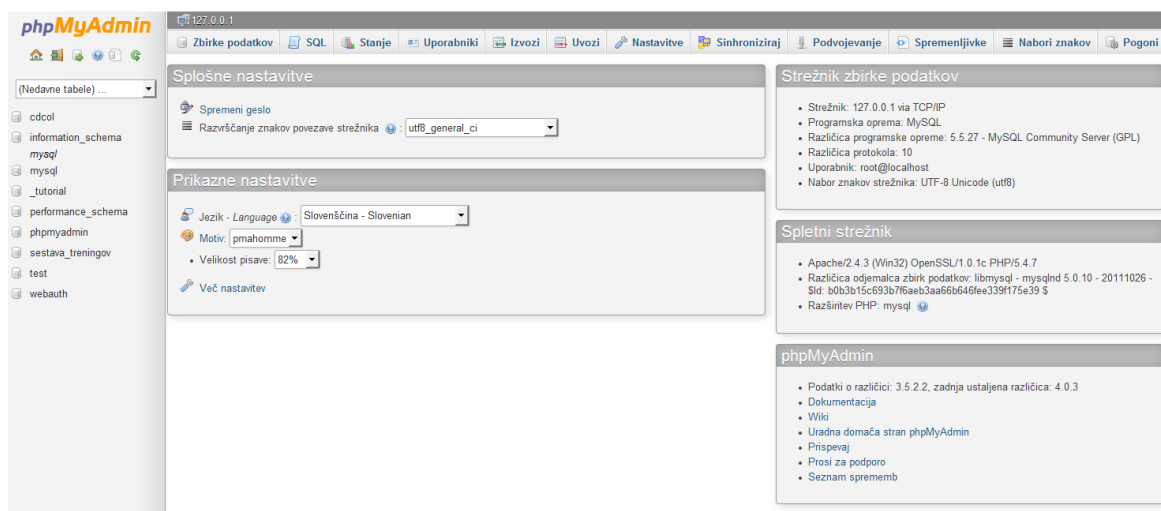 phpMyAdmin
(Nedavne tabele) ...
cdcol
information_schema
mysql
mysql
_tutorial
performance_schema
phpmyadmin
sestava_treningov
test
webauth
127.0.0.1
Zbirke podatkov SQL Stanje Uporabniki Izvozi Uvozi Nastavitve Sinhroniziraj Podvojevanje Spremenljivke Nabori znakov Pogoni
Splošne nastavitve
Spremeni geslo
Razvrščanje znakov povezave strežnika : utf8_general_ci
Prikazne nastavitve
Jezik - Language : Slovenščina - Slovenian
Motiv: pmahomme
• Velikost pisave: 82%
Več nastavitev
Strežnik zbirke podatkov
• Strežnik: 127.0.0.1 via TCP/IP
• Programska oprema: MySQL
• Različica programske opreme: 5.5.27 - MySQL Community Server (GPL)
• Različica protokola: 10
• Uporabnik: root@localhost
• Nabor znakov strežnika: UTF-8 Unicode (utf8)
Spletni strežnik
• Apache/2.4.3 (Win32) OpenSSL/1.0.1c PHP/5.4.7
• Različica odjemalca zbirk podatkov: libmysql - mysqlnd 5.0.10 - 20111026 -
$Id: b0b3b15c693b7f6aeb3aa66b646fee339f175e39 $
• Razširitev PHP: mysql
phpMyAdmin
• Podatki o različici: 3.5.2.2, zadnja ustaljena različica: 4.0.3
• Dokumentacija
• Wiki
• Uradna domača stran phpMyAdmin
• Prispevaj
• Prosi za podporo
• Seznam sprememb